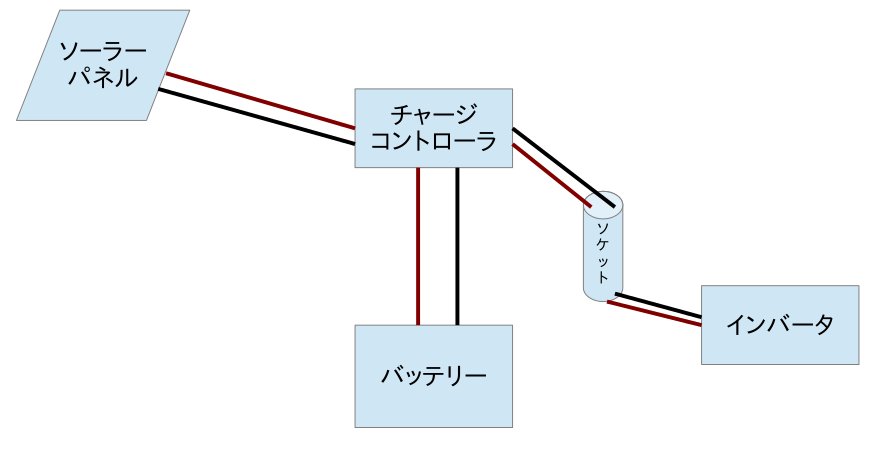 ソーラー
パネル
チャージ
コントローラ
ソケット
インバータ
バッテリー